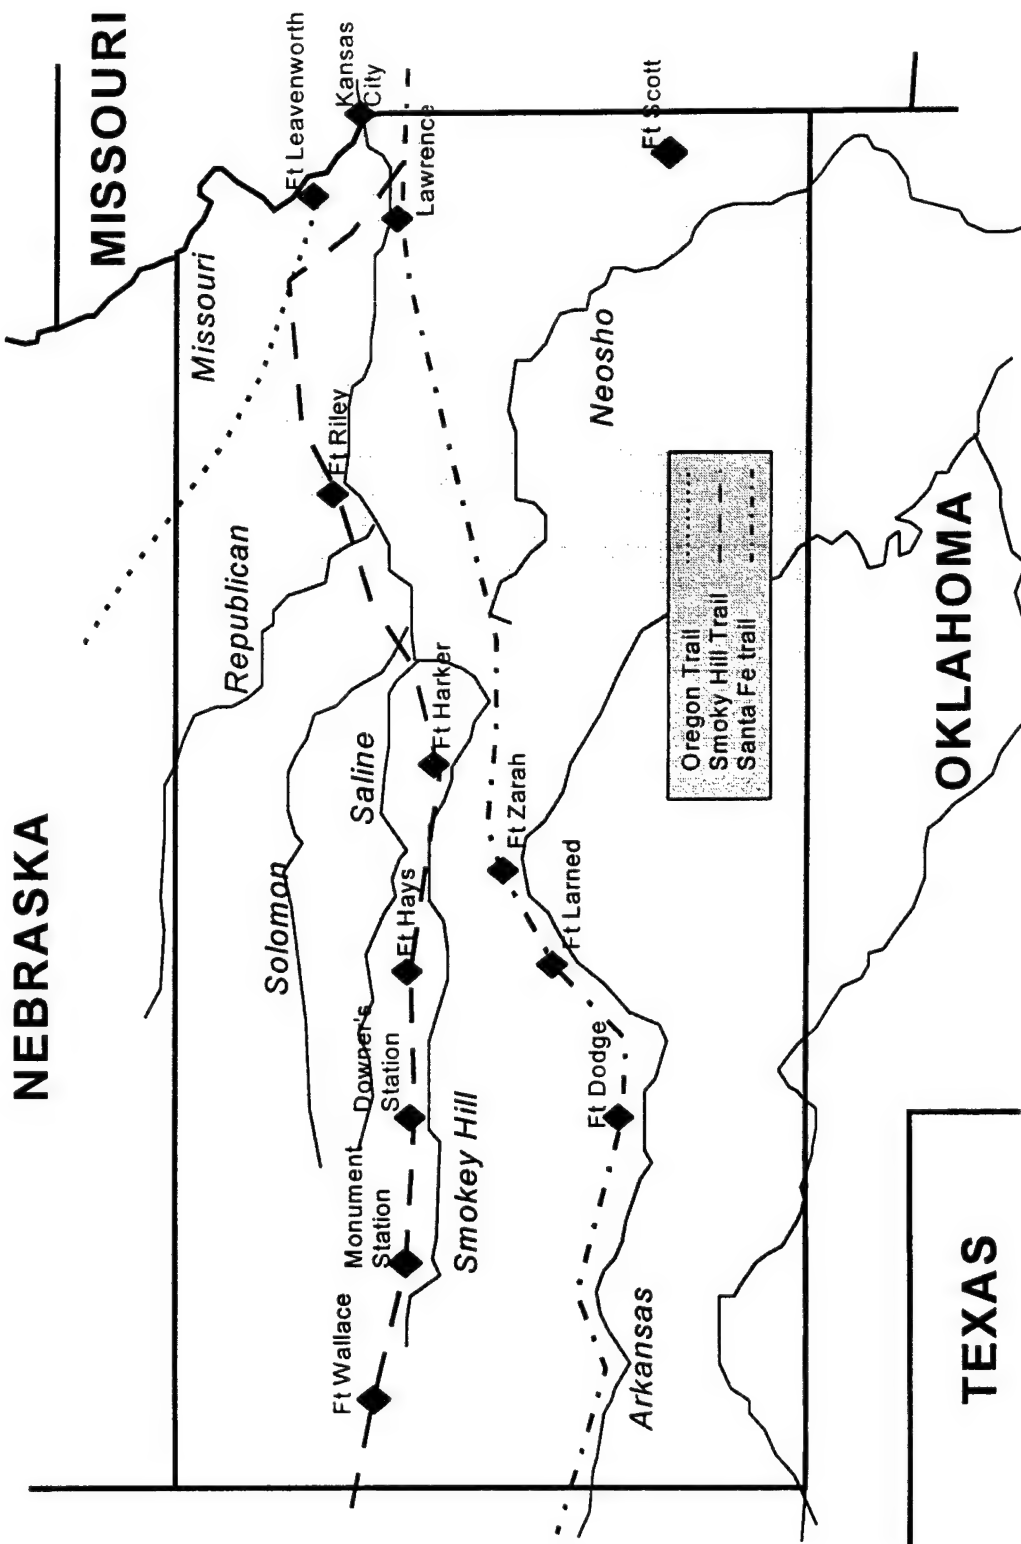 NEBRASKA
MISSOURI
Missouri
Ft Leavenworth
Kansas
City
Lawrence
Republican
Ft Riley
Solomon
Saline
Ft Harker
Ft Hays
Downer's
Station
Monument
Station
Ft Wallace
Smokey Hill
Ft Zarah
Ft Larned
Ft Dodge
Arkansas
Neosho
Ft Scott
Oregon Trail
Smoky Hill Trail
Santa Fe trail
OKLAHOMA
TEXAS